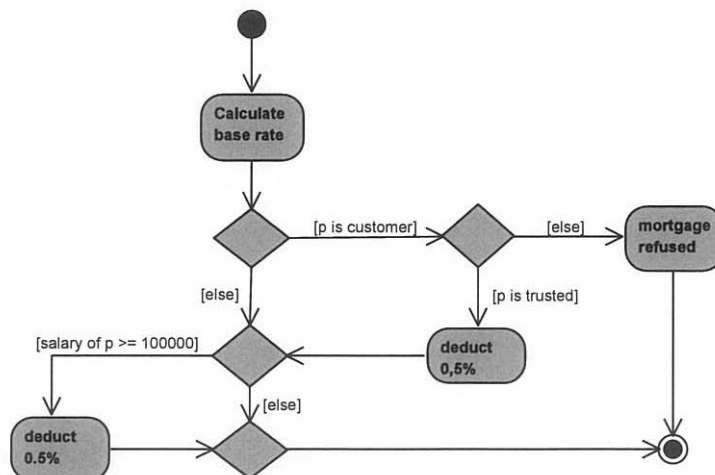 Calculate
base rate
[p is customer]
[else]
mortgage
refused
[else]
[p is trusted]
[salary of p >= 100000]
deduct
0,5%
[else]
deduct
0.5%